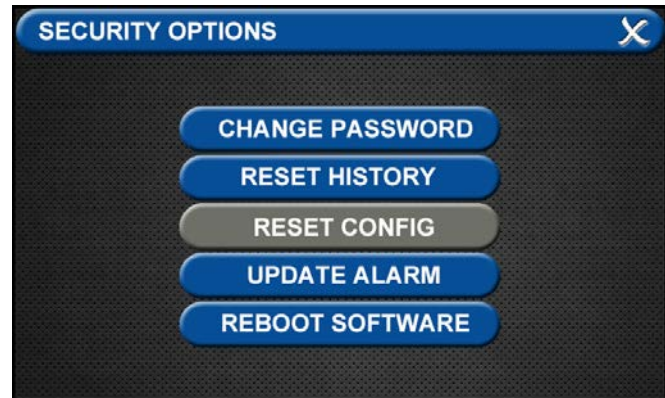 SECURITY OPTIONS
CHANGE PASSWORD
RESET HISTORY
RESET CONFIG
UPDATE ALARM
REBOOT SOFTWARE